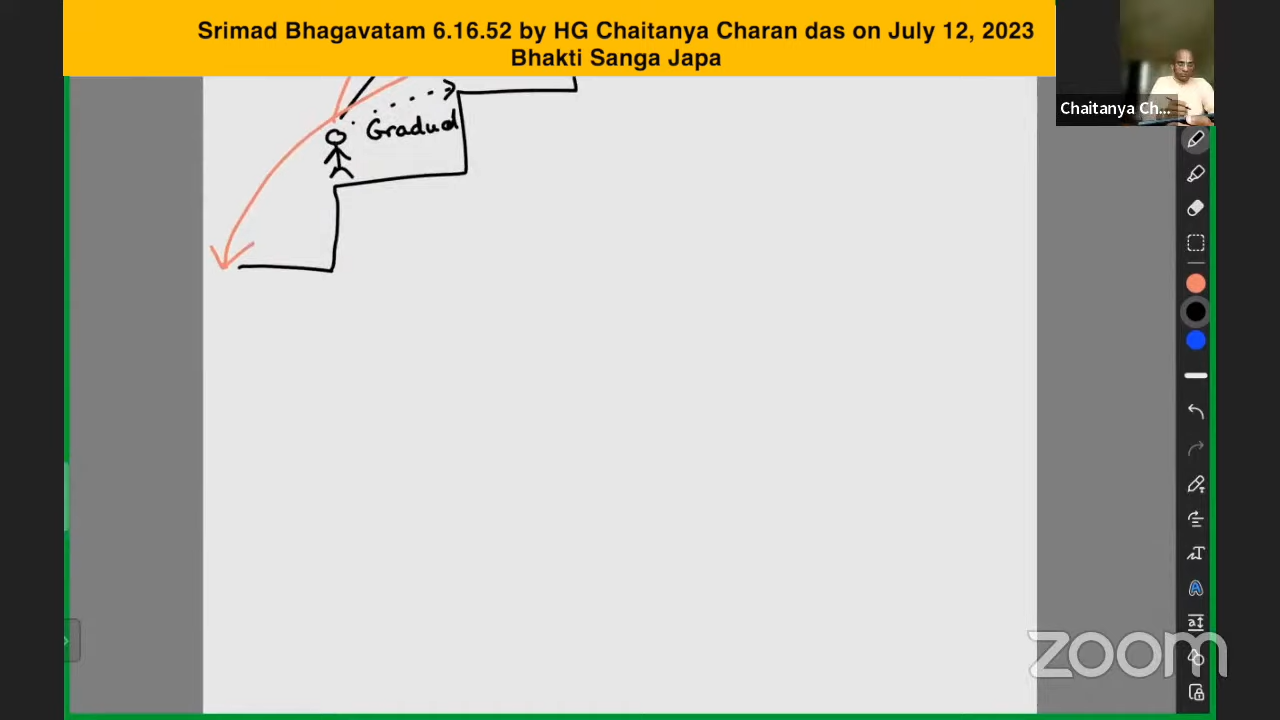 Srimad Bhagavatam 6.16.52 by HG Chaitanya Charan das on July 12, 2023
Bhakti Sanga Japa
Chaitanya Ch...
Gradual
zoom